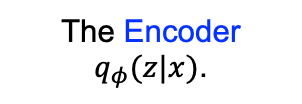 The Encoder
qϕ(z|x).